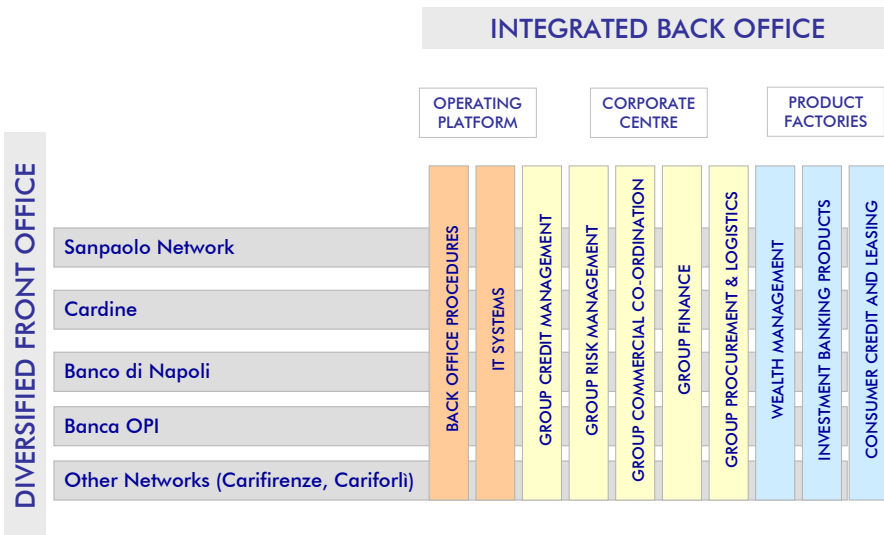 INTEGRATED BACK OFFICE
OPERATING
PLATFORM
CORPORATE
CENTRE
PRODUCT
FACTORIES
DIVERSIFIED FRONT OFFICE
Sanpaolo Network
Cardine
Banco di Napoli
Banca OPI
Other Networks (Carifirenze, Cariforlì)
BACK OFFICE PROCEDURES
IT SYSTEMS
GROUP CREDIT MANAGEMENT
GROUP RISK MANAGEMENT
GROUP COMMERCIAL CO-ORDINATION
GROUP FINANCE
GROUP PROCUREMENT & LOGISTICS
WEALTH MANAGEMENT
INVESTMENT BANKING PRODUCTS
CONSUMER CREDIT AND LEASING